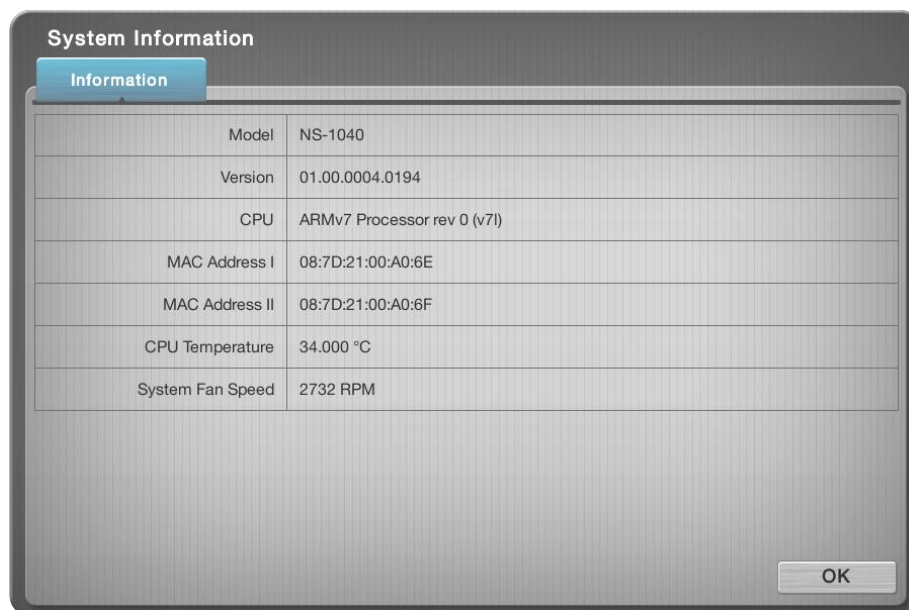 System Information
Information
Model NS-1040
Version 01.00.0004.0194
CPU ARMv7 Processor rev 0 (v7l)
MAC Address I 08:7D:21:00:A0:6E
MAC Address II 08:7D:21:00:A0:6F
CPU Temperature 34.000 °C
System Fan Speed 2732 RPM
OK